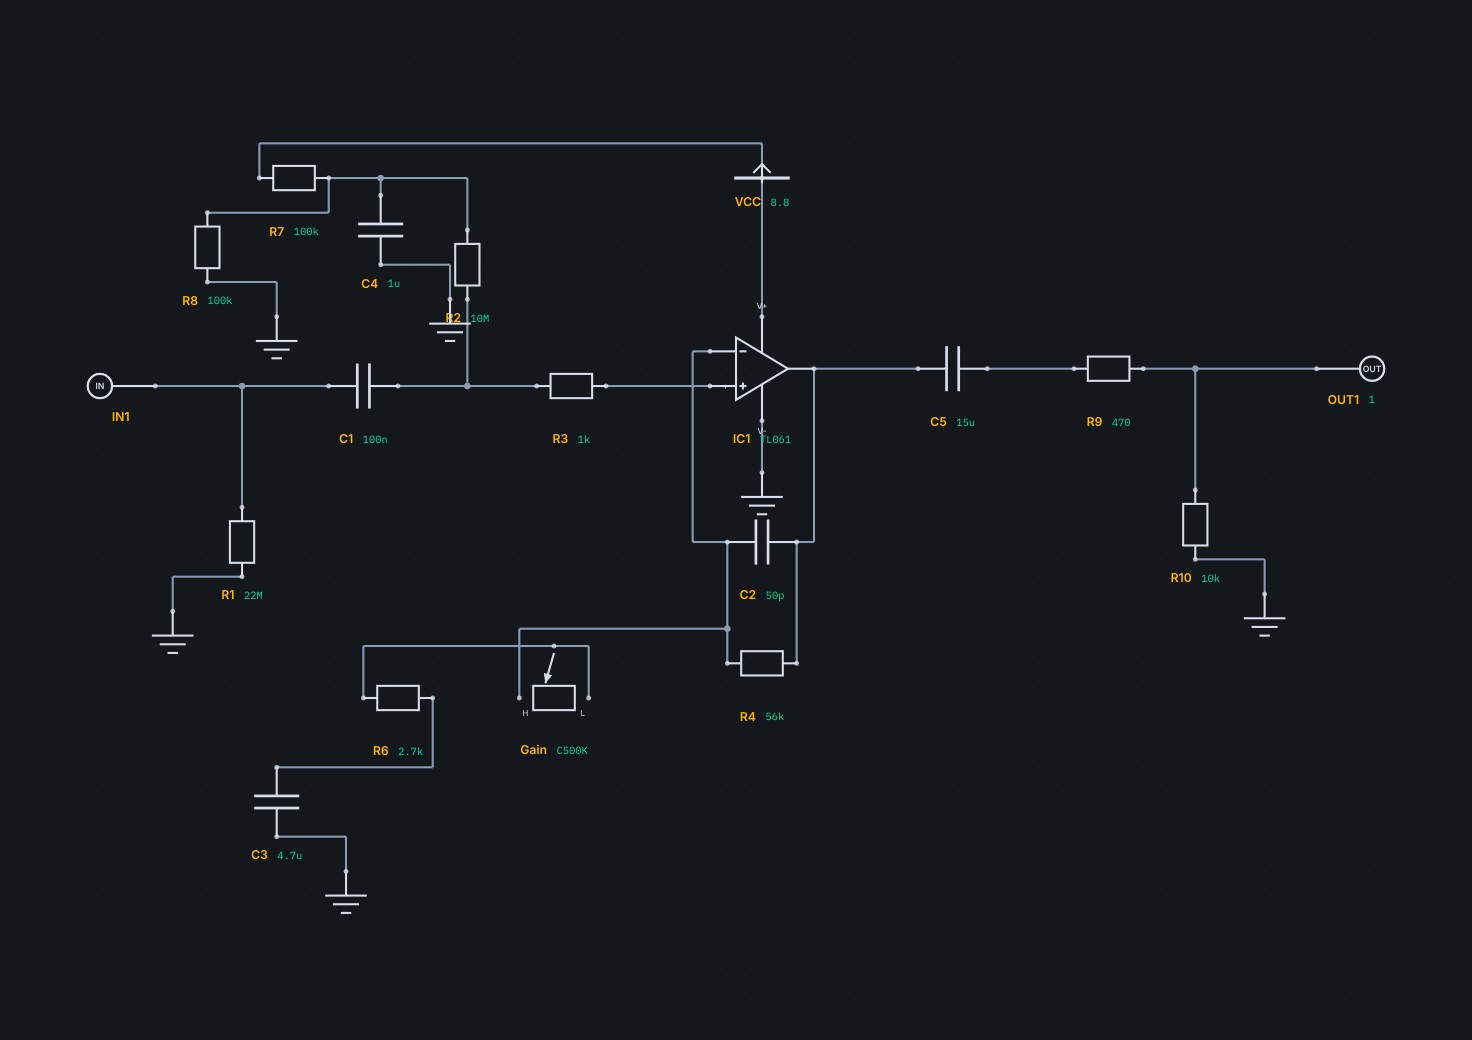 VCC 8.8
R7 100k
C4 1u
R8 100k
V+
R2 10M
IN
OUT
IN1
OUT1 1
C1 100n
R3 1k
V-
IC1 TL061
C5 15u
R9 470
R10 10k
R1 22M
C2 50p
H L
R4 56k
R6 2.7k
Gain C500K
C3 4.7u